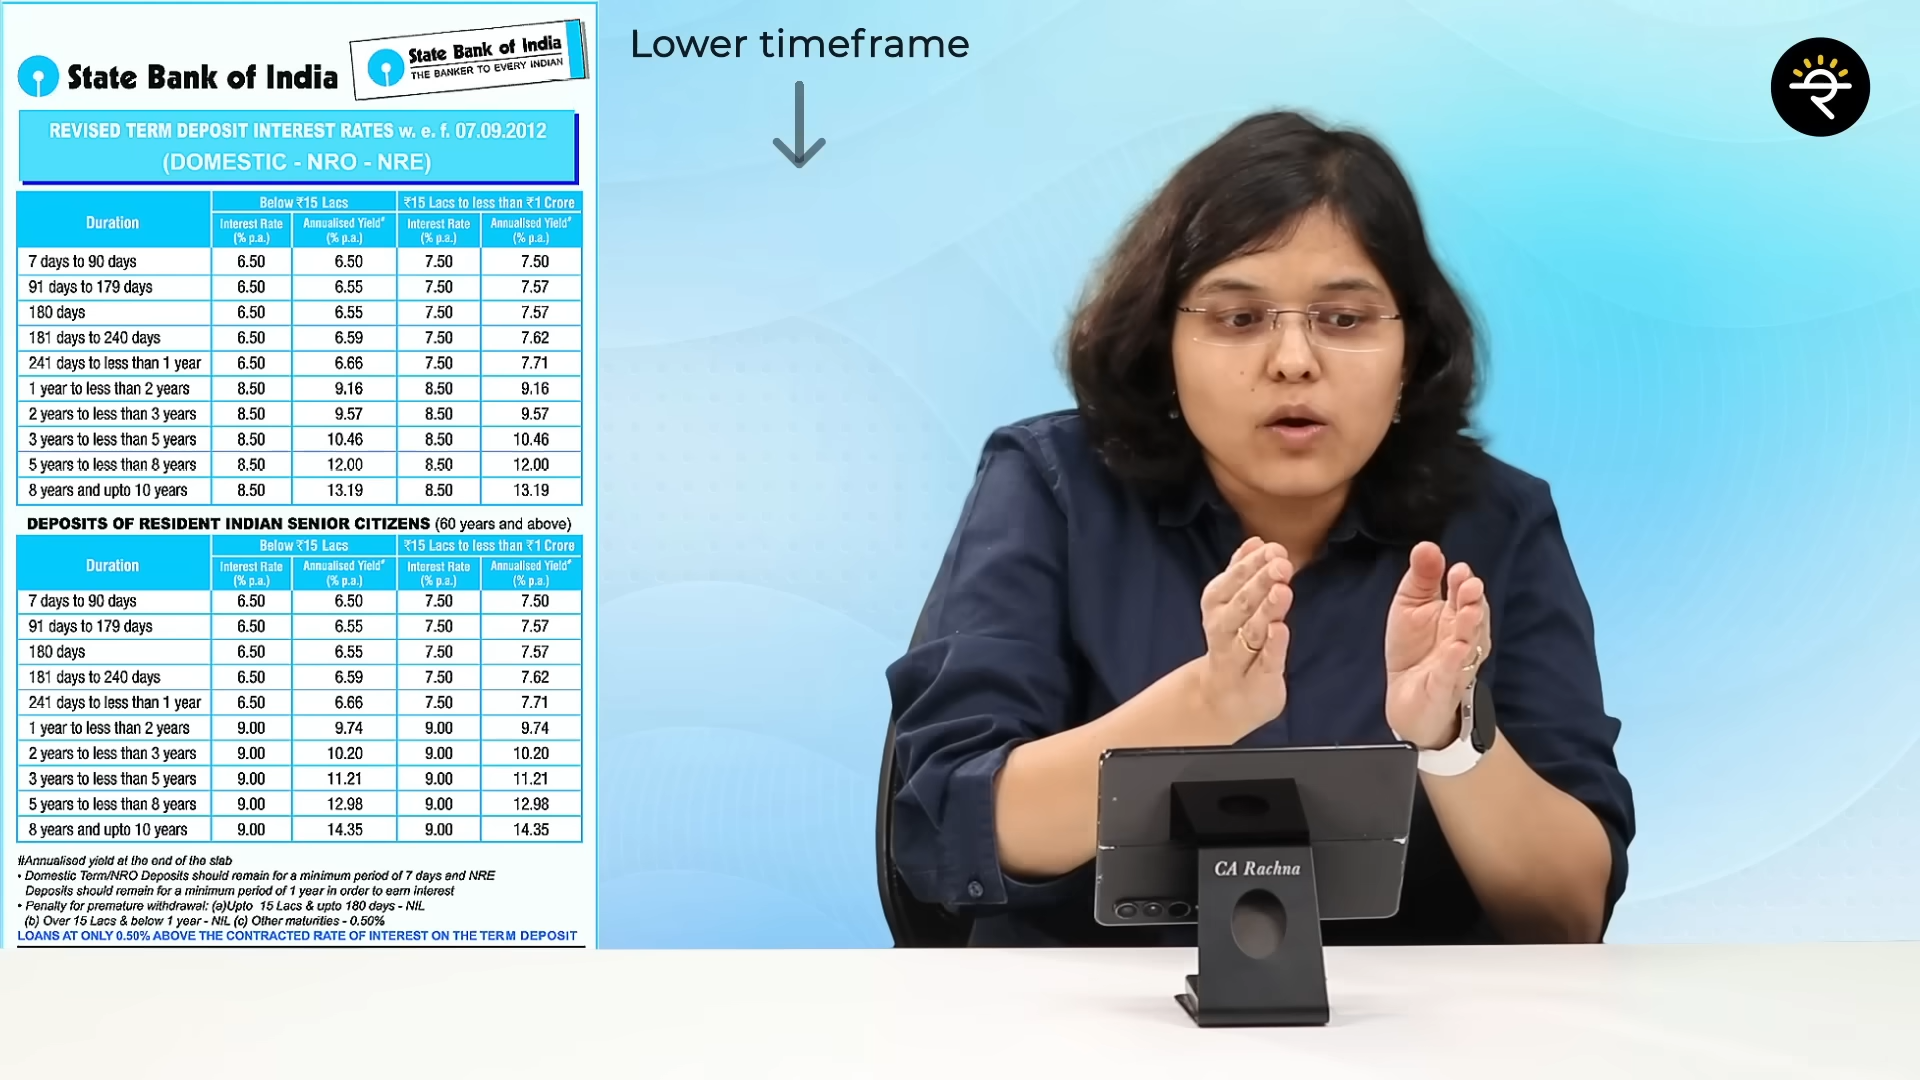 State Bank of India
State Bank of India
THE BANKER TO EVERY INDIAN
REVISED TERM DEPOSIT INTEREST RATES w. e. f. 07.09.2012
(DOMESTIC - NRO - NRE)
Duration Below ₹15 Lacs ₹15 Lacs to less than ₹1 Crore
Interest Rate (% p.a.) Annualised Yield# (% p.a.) Interest Rate (% p.a.) Annualised Yield# (% p.a.)
7 days to 90 days 6.50 6.50 7.50 7.50
91 days to 179 days 6.50 6.55 7.50 7.57
180 days 6.50 6.55 7.50 7.57
181 days to 240 days 6.50 6.59 7.50 7.62
241 days to less than 1 year 6.50 6.66 7.50 7.71
1 year to less than 2 years 8.50 9.16 8.50 9.16
2 years to less than 3 years 8.50 9.57 8.50 9.57
3 years to less than 5 years 8.50 10.46 8.50 10.46
5 years to less than 8 years 8.50 12.00 8.50 12.00
8 years and upto 10 years 8.50 13.19 8.50 13.19
DEPOSITS OF RESIDENT INDIAN SENIOR CITIZENS (60 years and above)
Duration Below ₹15 Lacs ₹15 Lacs to less than ₹1 Crore
Interest Rate (% p.a.) Annualised Yield# (% p.a.) Interest Rate (% p.a.) Annualised Yield# (% p.a.)
7 days to 90 days 6.50 6.50 7.50 7.50
91 days to 179 days 6.50 6.55 7.50 7.57
180 days 6.50 6.55 7.50 7.57
181 days to 240 days 6.50 6.59 7.50 7.62
241 days to less than 1 year 6.50 6.66 7.50 7.71
1 year to less than 2 years 9.00 9.74 9.00 9.74
2 years to less than 3 years 9.00 10.20 9.00 10.20
3 years to less than 5 years 9.00 11.21 9.00 11.21
5 years to less than 8 years 9.00 12.98 9.00 12.98
8 years and upto 10 years 9.00 14.35 9.00 14.35
#Annualised yield at the end of the slab
• Domestic Term/NRO Deposits should remain for a minimum period of 7 days and NRE
Deposits should remain for a minimum period of 1 year in order to earn interest
• Penalty for premature withdrawal: (a)Upto 15 Lacs & upto 180 days - NIL
(b) Over 15 Lacs & below 1 year - NIL (c) Other maturities - 0.50%
LOANS AT ONLY 0.50% ABOVE THE CONTRACTED RATE OF INTEREST ON THE TERM DEPOSIT
Lower timeframe
CA Rachna